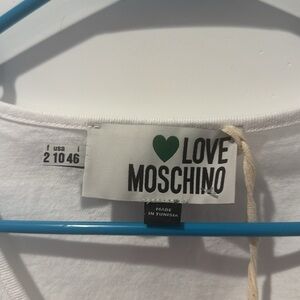 f usa i
2 10 46
LOVE
MOSCHINO
MADE
IN TUNISIA